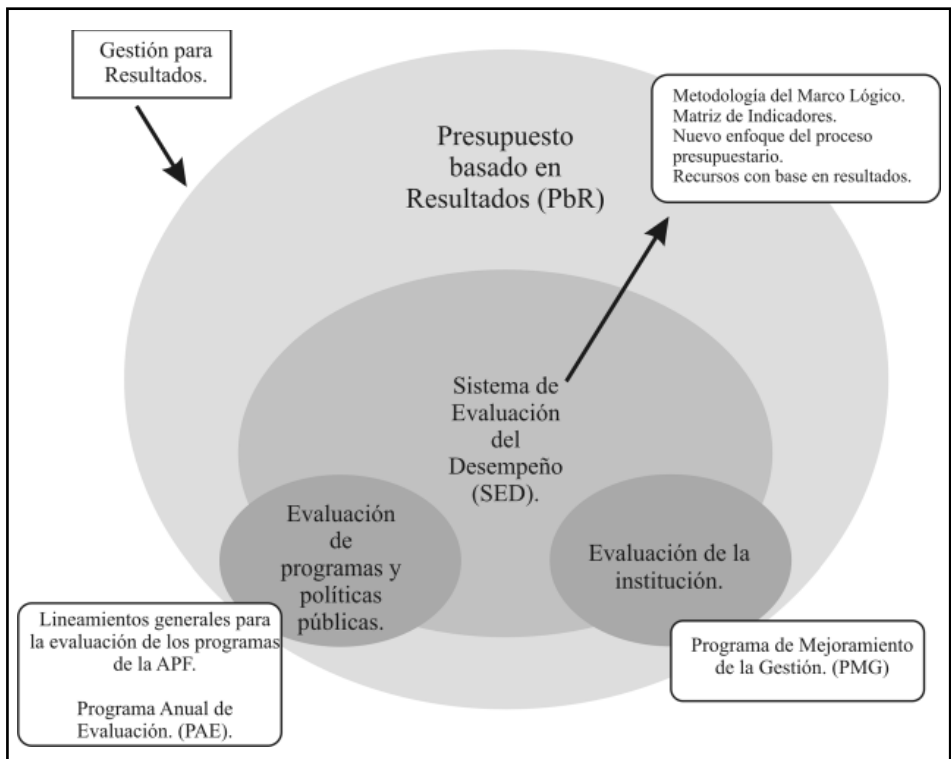 Gestión para
Resultados.
Metodología del Marco Lógico.
Matriz de Indicadores.
Nuevo enfoque del proceso
presupuestario.
Recursos con base en resultados.
Presupuesto
basado en
Resultados (PbR)
Sistema de
Evaluación
del
Desempeño
(SED).
Evaluación
de
programas y
políticas
públicas.
Evaluación de la
institución.
Lineamientos generales para
la evaluación de los programas
de la APF.
Programa Anual de
Evaluación. (PAE).
Programa de Mejoramiento
de la Gestión. (PMG)